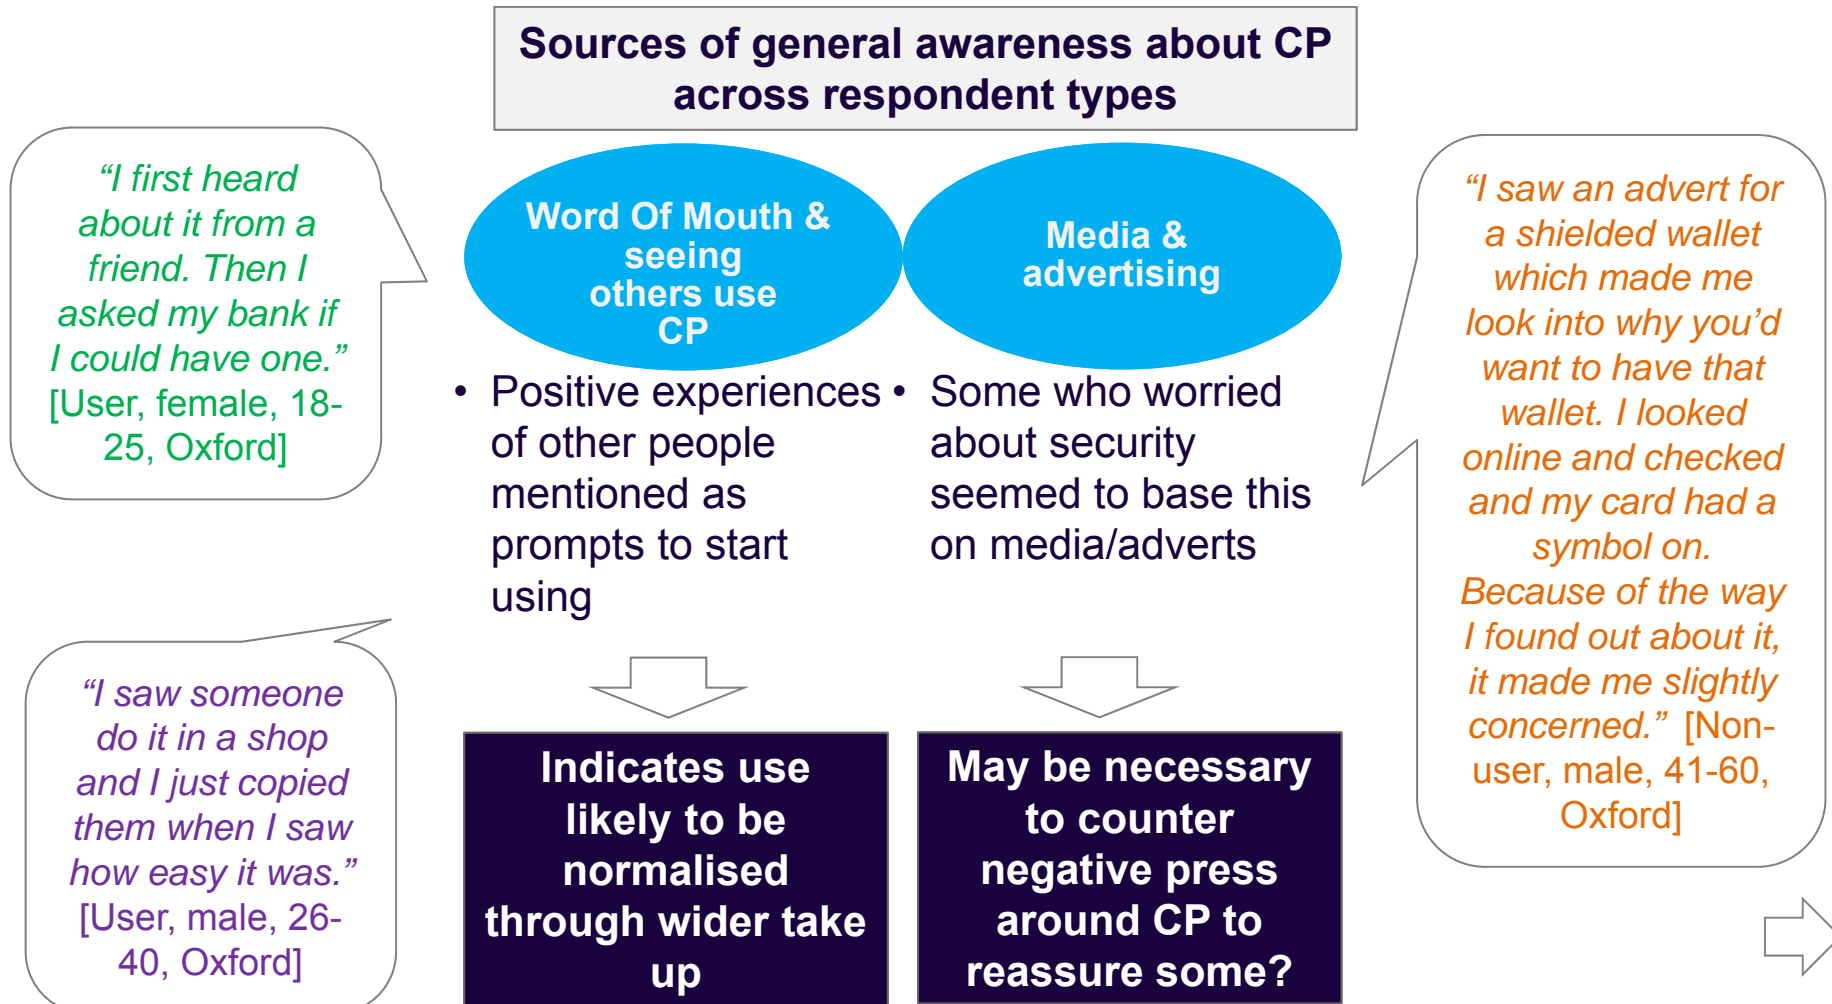 Sources of general awareness about CP
across respondent types
“I first heard
about it from a
friend. Then I
asked my bank if
I could have one.”
[User, female, 18-
25, Oxford]
Word Of Mouth &
seeing
others use
CP
Media &
advertising
• Positive experiences
of other people
mentioned as
prompts to start
using
• Some who worried
about security
seemed to base this
on media/adverts
“I saw an advert for
a shielded wallet
which made me
look into why you’d
want to have that
wallet. I looked
online and checked
and my card had a
symbol on.
Because of the way
I found out about it,
it made me slightly
concerned.” [Non-
user, male, 41-60,
Oxford]
“I saw someone
do it in a shop
and I just copied
them when I saw
how easy it was.”
[User, male, 26-
40, Oxford]
Indicates use
likely to be
normalised
through wider take
up
May be necessary
to counter
negative press
around CP to
reassure some?